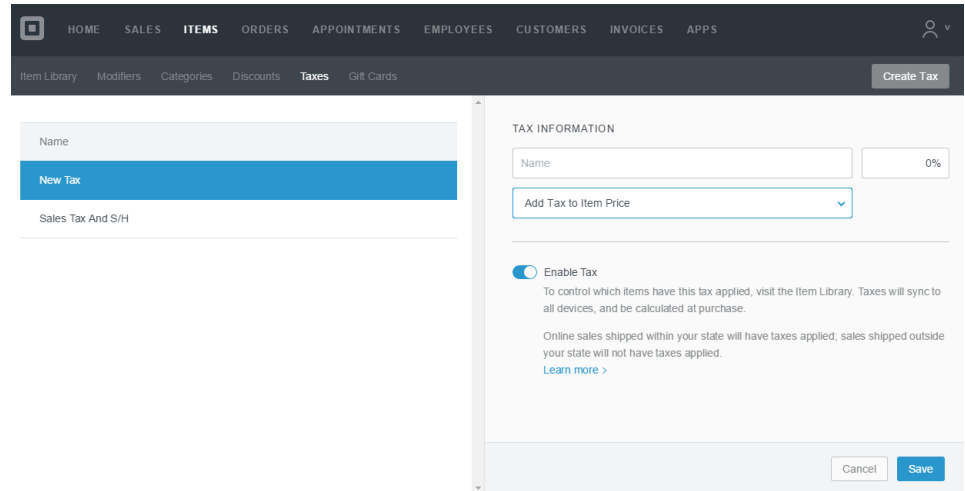 HOME SALES ITEMS ORDERS APPOINTMENTS EMPLOYEES CUSTOMERS INVOICES APPS
Item Library Modifiers Categories Discounts Taxes Gift Cards Create Tax
Name
New Tax
Sales Tax And S/H
TAX INFORMATION
Name 0%
Add Tax to Item Price
Enable Tax
To control which items have this tax applied, visit the Item Library. Taxes will sync to
all devices, and be calculated at purchase.
Online sales shipped within your state will have taxes applied; sales shipped outside
your state will not have taxes applied.
Learn more >
Cancel Save